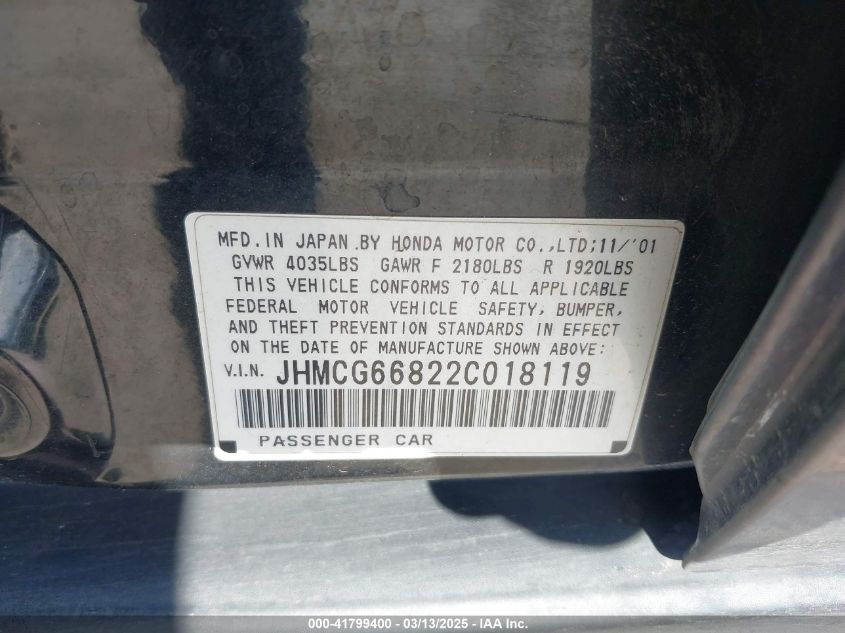 MFD. IN JAPAN BY HONDA MOTOR CO.,LTD; 11/'01
GVWR 4035LBS GAWR F 2180LBS R 1920LBS
THIS VEHICLE CONFORMS TO ALL APPLICABLE
FEDERAL MOTOR VEHICLE SAFETY, BUMPER,
AND THEFT PREVENTION STANDARDS IN EFFECT
ON THE DATE OF MANUFACTURE SHOWN ABOVE:
V.I.N. JHMCG66822C018119
PASSENGER CAR
000-41799400 - 03/13/2025 - IAA Inc.